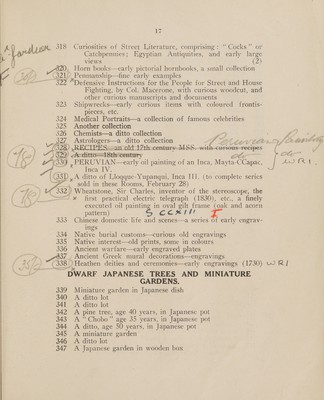 17
318 Curiosities of Street Literature, comprising: "Cocks" or
Catchpennies; Egyptian Antiquities, and early large
views (2)
320 Horn books—early pictorial hornbooks, a small collection
321 Penmanship—fine early examples
322 Defensive Instructions for the People for Street and House
Fighting, by Col. Macerone, with curious woodcut, and
other curious manuscripts and documents
323 Shipwrecks—early curious items with coloured frontis-
pieces, etc.
324 Medical Portraits—a collection of famous celebrities
325 Another collection
326 Chemists—a ditto collection
327 Astrologers—a ditto collection
328 RECIPES—an old 17th century MSS. with curious recipes
329 A ditto—18th century
330 PERUVIAN—early oil painting of an Inca, Mayta-CCapac,
Inca IV.
331 A ditto of Lloqque-Yupanqui, Inca III. (to complete series
sold in these Rooms, February 28)
332 Wheatstone, Sir Charles, inventor of the stereoscope, the
first practical electric telegraph (1830), etc., a finely
executed oil painting in oval gilt frame (oak and acorn
pattern)
333 Chinese domestic life and scenes—a series of early engrav-
ings
334 Native burial customs—curious old engravings
335 Native interest—old prints, some in colours
336 Ancient warfare—early engraved plates
337 Ancient Greek mural decorations—engravings
338 Heathen deities and ceremonies—early engravings (1730) W R I
DWARF JAPANESE TREES AND MINIATURE
GARDENS.
339 Miniature garden in Japanese dish
340 A ditto lot
341 A ditto lot
342 A pine tree, age 40 years, in Japanese pot
343 A "Choho" age 35 years, in Japanese pot
344 A ditto, age 30 years, in Japanese pot
345 A miniature garden
346 A ditto lot
347 A Japanese garden in wooden box